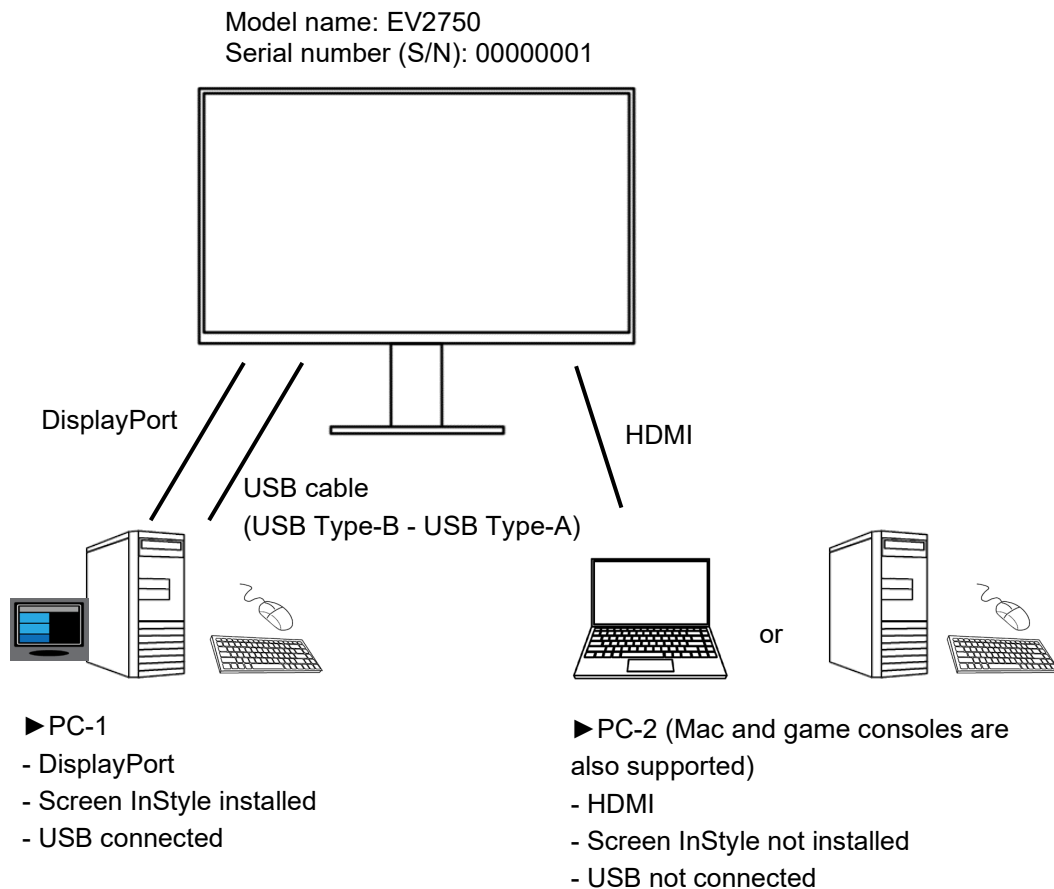 Model name: EV2750
Serial number (S/N): 00000001
DisplayPort
HDMI
USB cable
(USB Type-B - USB Type-A)
or
►PC-1
- DisplayPort
- Screen InStyle installed
- USB connected
►PC-2 (Mac and game consoles are
also supported)
- HDMI
- Screen InStyle not installed
- USB not connected